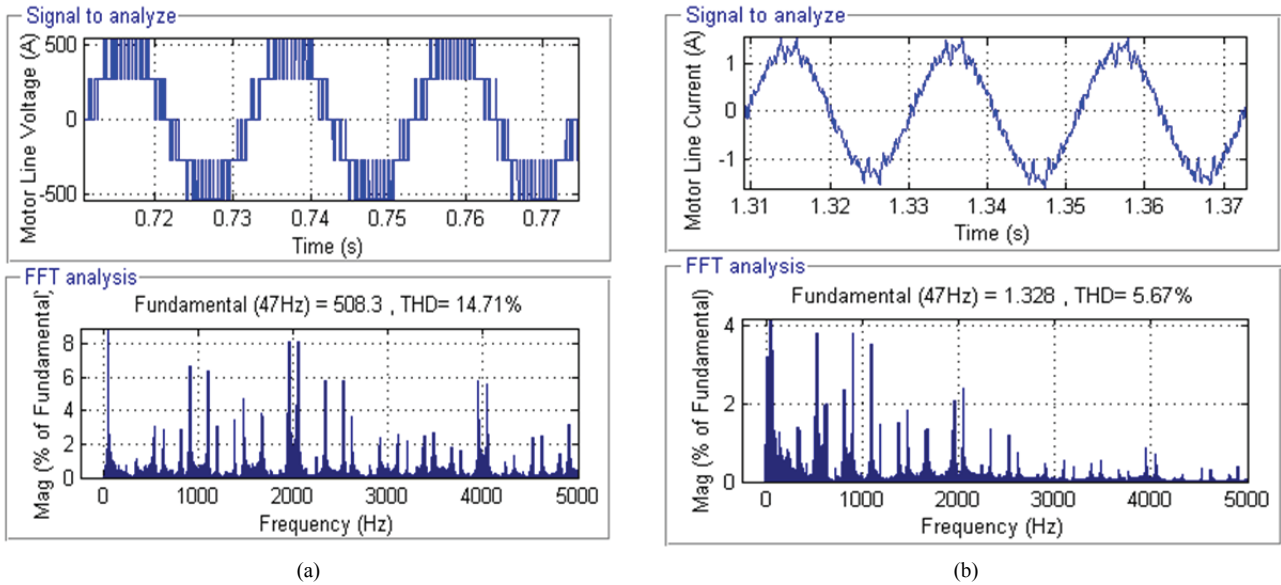 Signal to analyze
Motor Line Voltage (A)
500
0
-500
0.72 0.73 0.74 0.75 0.76 0.77
Time (s)
FFT analysis
Fundamental (47Hz) = 508.3 , THD= 14.71%
Mag (% of Fundamental)
8
6
4
2
0
0 1000 2000 3000 4000 5000
Frequency (Hz)
(a)
Signal to analyze
Motor Line Current (A)
1
0
-1
1.31 1.32 1.33 1.34 1.35 1.36 1.37
Time (s)
FFT analysis
Fundamental (47Hz) = 1.328 , THD= 5.67%
Mag (% of Fundamental)
4
2
0
0 1000 2000 3000 4000 5000
Frequency (Hz)
(b)